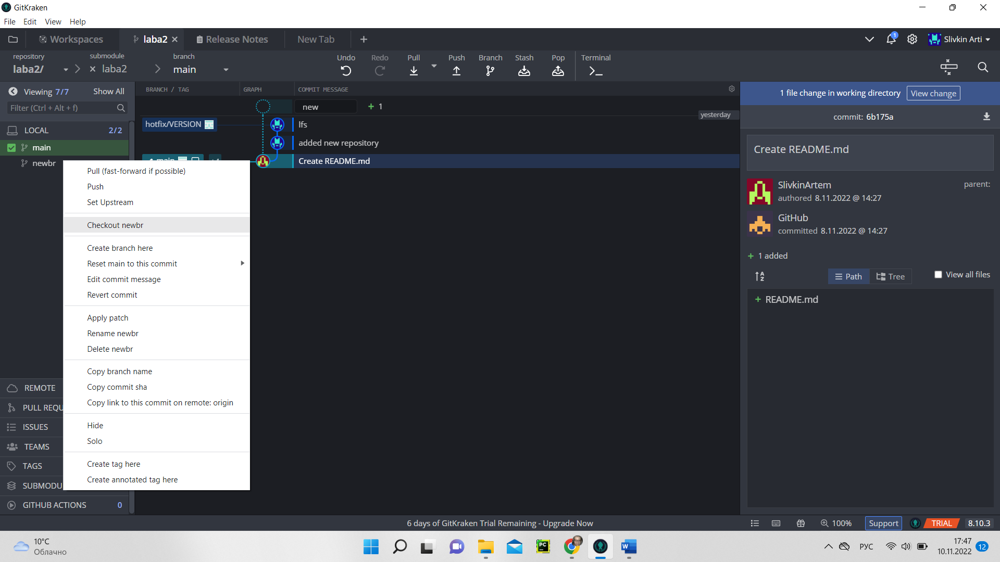 GitKraken
File Edit View Help
Workspaces laba2 Release Notes New Tab
1
Slivkin Arti
repository submodule branch
laba2/ laba2 main
Undo Redo Pull Push Branch Stash Pop Terminal
Viewing 7/7 Show All
Filter (Ctrl + Alt + f)
LOCAL 2/2
main
newbr
BRANCH / TAG GRAPH COMMIT MESSAGE
new + 1
yesterday
hotfix/VERSION lfs
added new repository
main Create README.md
Pull (fast-forward if possible)
Push
Set Upstream
Checkout newbr
Create branch here
Reset main to this commit
Edit commit message
Revert commit
Apply patch
Rename newbr
Delete newbr
Copy branch name
Copy commit sha
Copy link to this commit on remote: origin
Hide
Solo
Create tag here
Create annotated tag here
REMOTE
PULL REQU
ISSUES
TEAMS
TAGS
SUBMODU
GITHUB ACTIONS 0
1 file change in working directory View change
commit: 6b175a
Create README.md
SlivkinArtem parent:
authored 8.11.2022 @ 14:27
GitHub
committed 8.11.2022 @ 14:27
+ 1 added
A
Z
Path Tree View all files
+ README.md
6 days of GitKraken Trial Remaining - Upgrade Now
100% Support TRIAL 8.10.3
10°C
Облачно
PC
W
РУС
17:47
10.11.2022
12